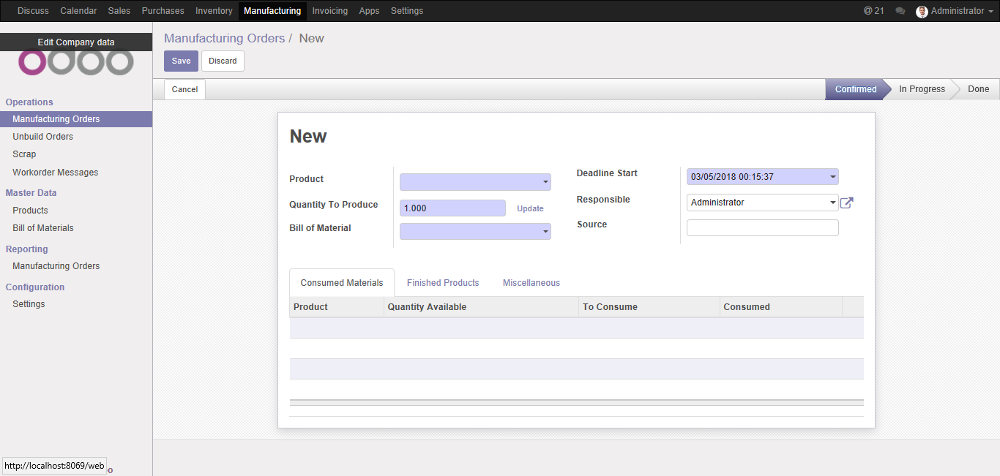 Discuss Calendar Sales Purchases Inventory Manufacturing Invoicing Apps Settings @ 21 Administrator
Edit Company data
odoo
Operations
Manufacturing Orders
Unbuild Orders
Scrap
Workorder Messages
Master Data
Products
Bill of Materials
Reporting
Manufacturing Orders
Configuration
Settings
http://localhost:8069/web
Manufacturing Orders / New
Save Discard
Cancel Confirmed In Progress Done
New
Product
Quantity To Produce 1.000 Update
Bill of Material
Deadline Start 03/05/2018 00:15:37
Responsible Administrator
Source
Consumed Materials Finished Products Miscellaneous
Product Quantity Available To Consume Consumed